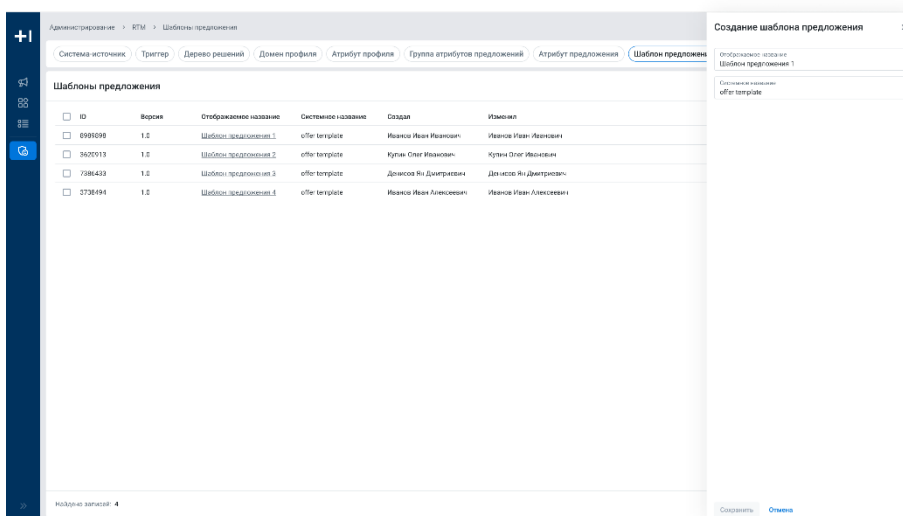 Администрирование > RTM > Шаблоны предложения
Система-источник Триггер Дерево решений Домен профиля Атрибут профиля Группа атрибутов предложений Атрибут предложения Шаблон предложени
Шаблоны предложения
ID Версия Отображаемое название Системное название Создал Изменил
8989898 1.0 Шаблон предложения 1 offer template Иванов Иван Иванович Иванов Иван Иванович
3620913 1.0 Шаблон предложения 2 offer template Купин Олег Иванович Купин Олег Иванович
7386433 1.0 Шаблон предложения 3 offer template Денисов Ян Дмитриевич Денисов Ян Дмитриевич
3738494 1.0 Шаблон предложения 4 offer template Иванов Иван Алексеевич Иванов Иван Алексеевич
Найдено записей: 4
Создание шаблона предложения
Отображаемое название
Шаблон предложения 1
Системное название
offer template
Сохранить Отмена